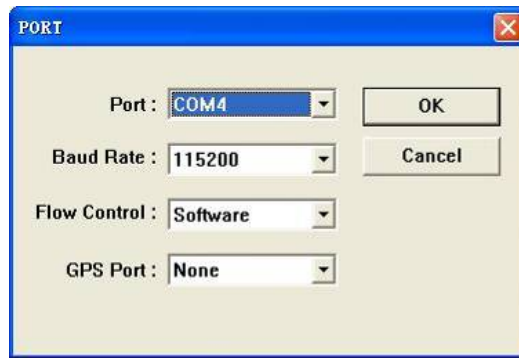 PORT
Port : COM4 OK
Baud Rate : 115200 Cancel
Flow Control : Software
GPS Port : None